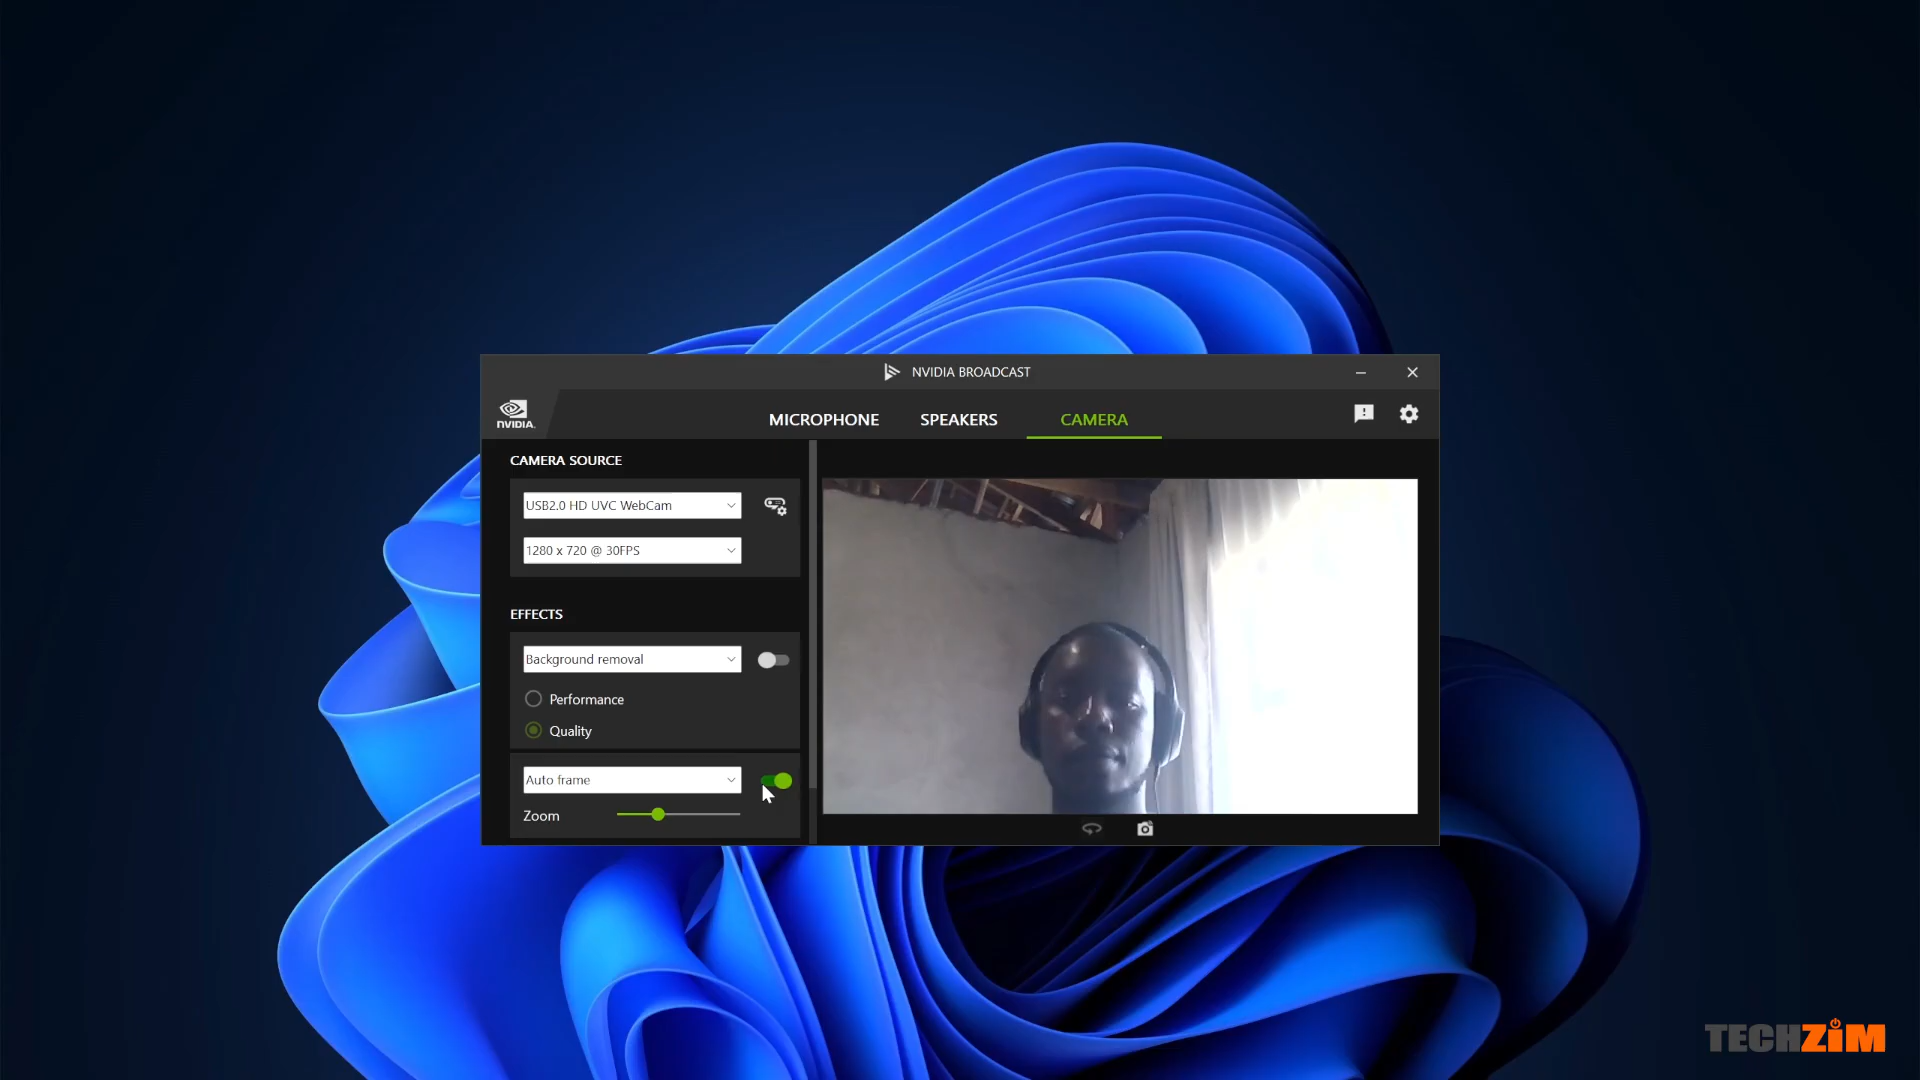 NVIDIA BROADCAST
NVIDIA.
MICROPHONE
SPEAKERS
CAMERA
CAMERA SOURCE
USB2.0 HD UVC WebCam
1280 x 720 @ 30FPS
EFFECTS
Background removal
Performance
Quality
Auto frame
Zoom
TECHZiM